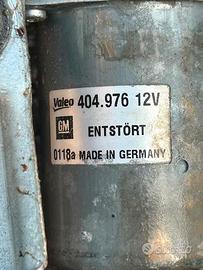 Valeo 404.976 12V
GM
ENTSTÖRT
0118a MADE IN GERMANY